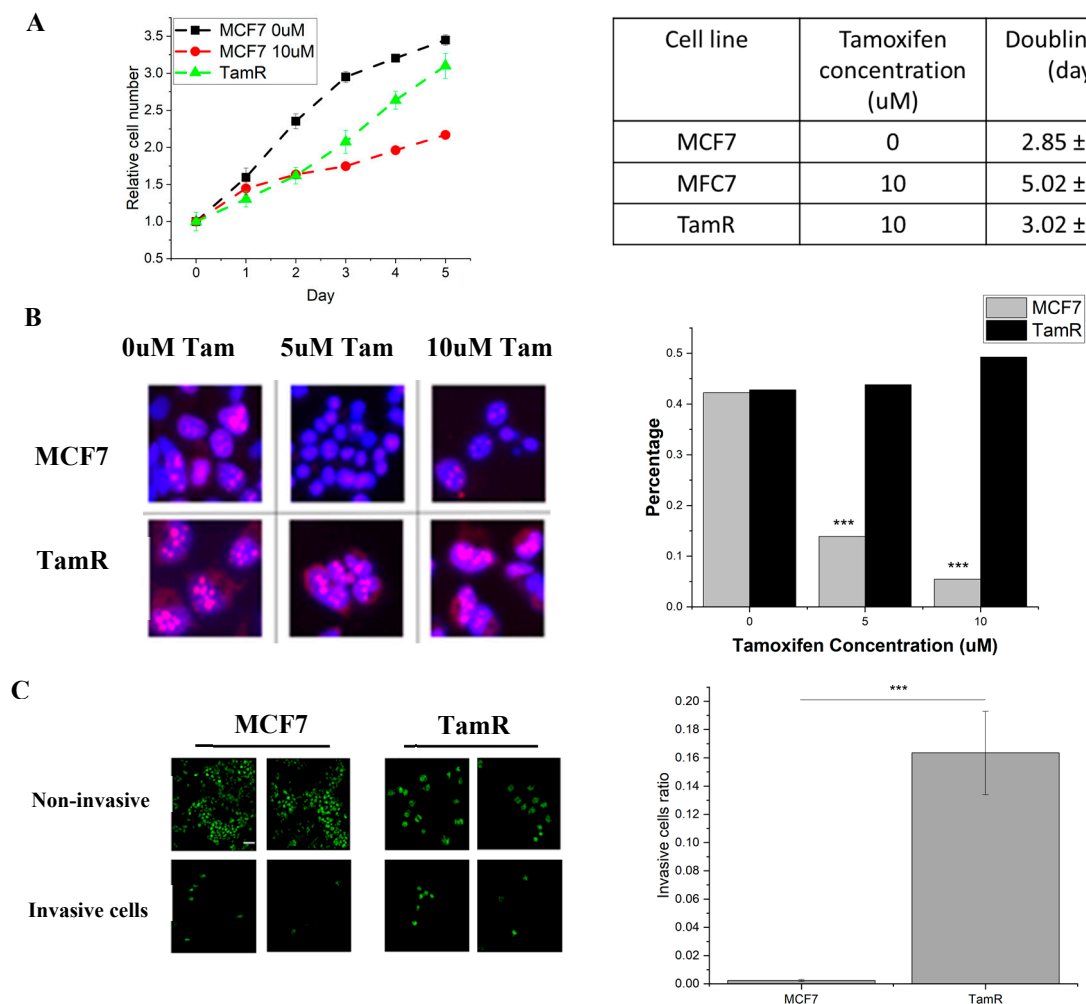 A
MCF7 0uM
MCF7 10uM
TamR
Relative cell number
3.5
3.0
2.5
2.0
1.5
1.0
0.5
0 1 2 3 4 5
Day
Cell line
Tamoxifen
concentration
(uM)
MCF7 0 2.85 ±
MFC7 10 5.02 ±
TamR 10 3.02 ±
B
0uM Tam 5uM Tam 10uM Tam
MCF7
TamR
MCF7
TamR
Percentage
0.5
0.4
0.3
0.2
0.1
0.0
***
***
0 5 10
Tamoxifen Concentration (uM)
C
MCF7 TamR
Non-invasive
Invasive cells
***
Invasive cells ratio
0.20
0.18
0.16
0.14
0.12
0.10
0.08
0.06
0.04
0.02
0.00
MCF7 TamR